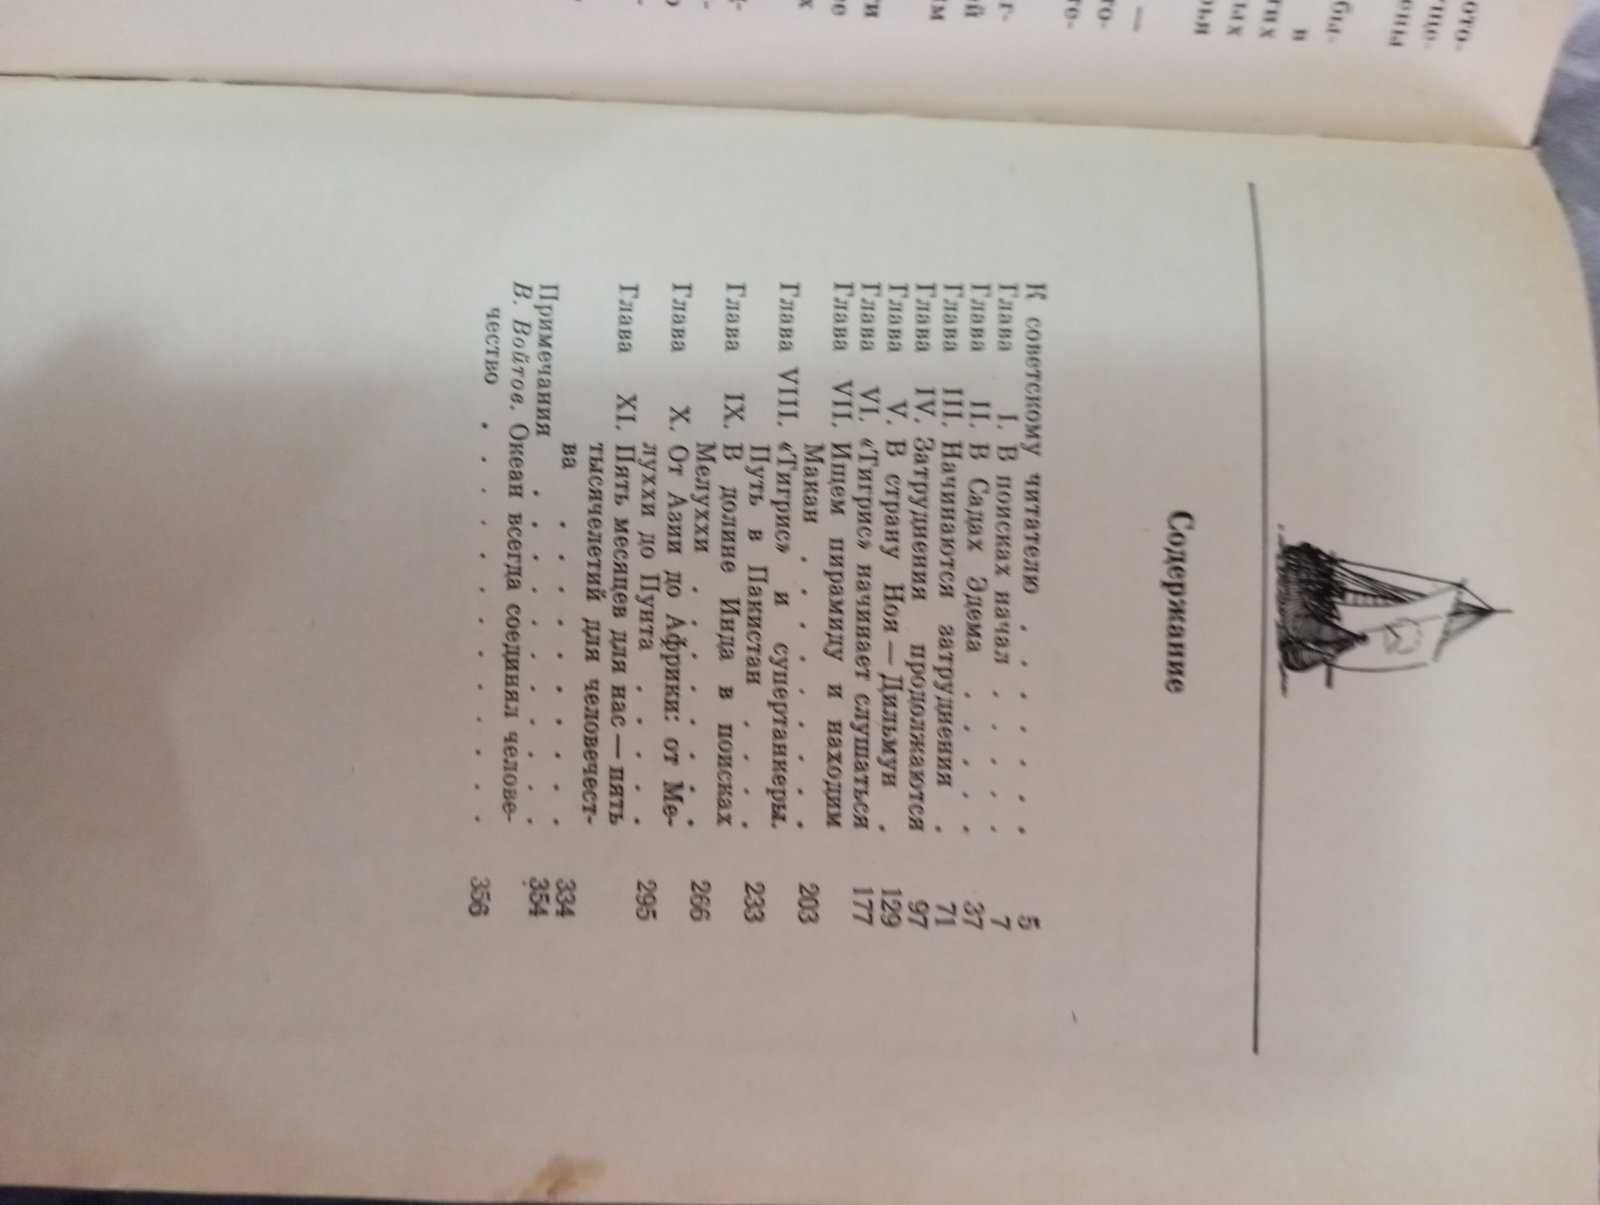 Содержание
К советскому читателю . . . . . . . 5
Глава I. В поисках начал . . . . 7
Глава II. В Садах Эдема . . . . . 37
Глава III. Начинаются затруднения . 71
Глава IV. Затруднения продолжаются 97
Глава V. В страну Ноя — Дильмун . 129
Глава VI. «Тигрис» начинает слушаться 177
Глава VII. Ищем пирамиду и находим
Макан . . . . . . . . 203
Глава VIII. «Тигрис» и супертанкеры.
Путь в Пакистан . . . . 233
Глава IX. В долине Инда в поисках
Мелуххи . . . . . . . 266
Глава X. От Азии до Африки: от Ме-
луххи до Пунта . . . . . 295
Глава XI. Пять месяцев для нас — пять
тысячелетий для человечест-
ва . . . . . . . . . 334
Примечания . . . . . . . . . . 354
В. Войтов. Океан всегда соединял челове-
чество . . . . . . . . . . . . 356